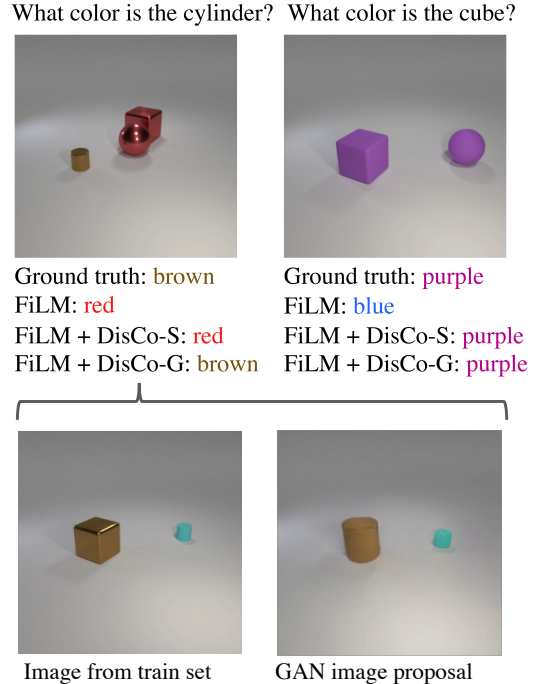 What color is the cylinder?
What color is the cube?
Ground truth: brown
FiLM: red
FiLM + DisCo-S: red
FiLM + DisCo-G: brown
Ground truth: purple
FiLM: blue
FiLM + DisCo-S: purple
FiLM + DisCo-G: purple
Image from train set
GAN image proposal